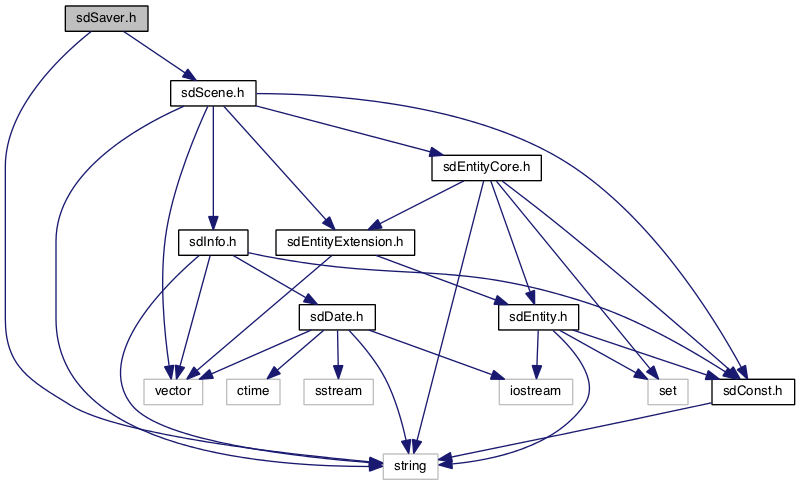 sdSaver.h
sdScene.h
sdEntityCore.h
sdInfo.h
sdEntityExtension.h
sdDate.h
sdEntity.h
vector
ctime
sstream
iostream
set
sdConst.h
string